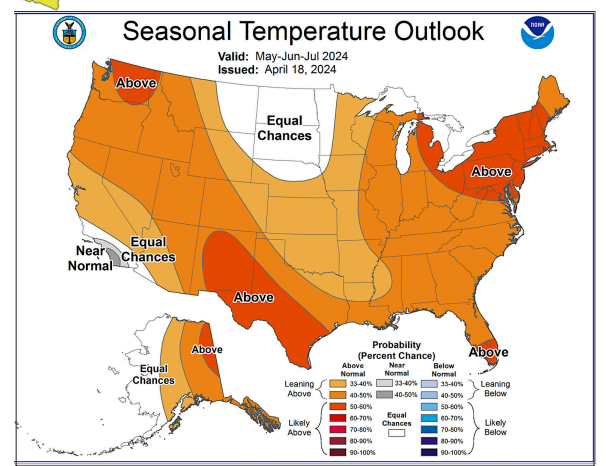 NOAA
Seasonal Temperature Outlook
Valid: May-Jun-Jul 2024
Issued: April 18, 2024
Above
Equal
Chances
Above
Equal
Chances
Near
Normal
Above
Above
Equal
Chances
Above
Probability
(Percent Chance)
Above
Normal
Near
Normal
Below
Normal
Leaning
Above
33-40%
40-50%
33-40%
40-50%
33-40%
40-50%
Leaning
Below
Likely
Above
50-60%
60-70%
70-80%
80-90%
90-100%
Equal
Chances
50-60%
60-70%
70-80%
80-90%
90-100%
Likely
Below